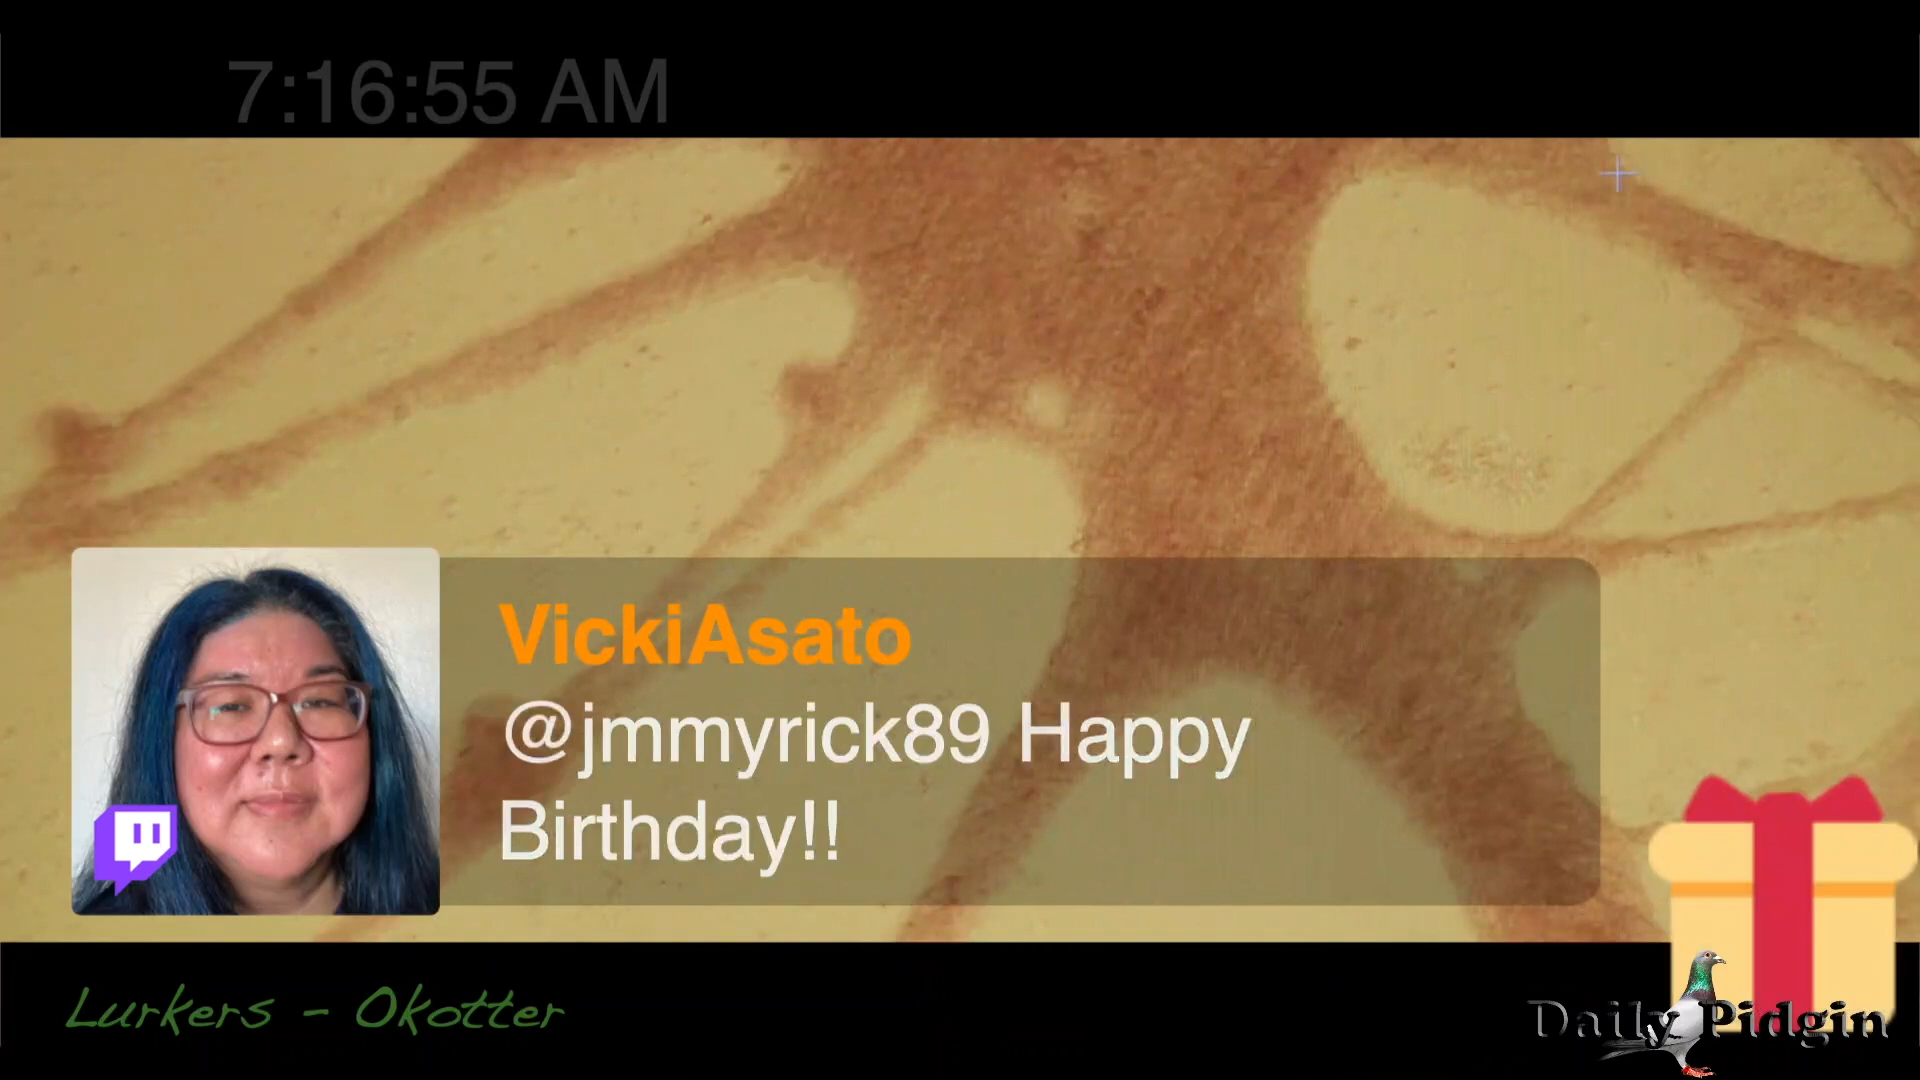 7:16:55 AM
VickiAsato
@jmmyrick89 Happy
Birthday!!
Lurkers - Okotter
Daily Pidgin